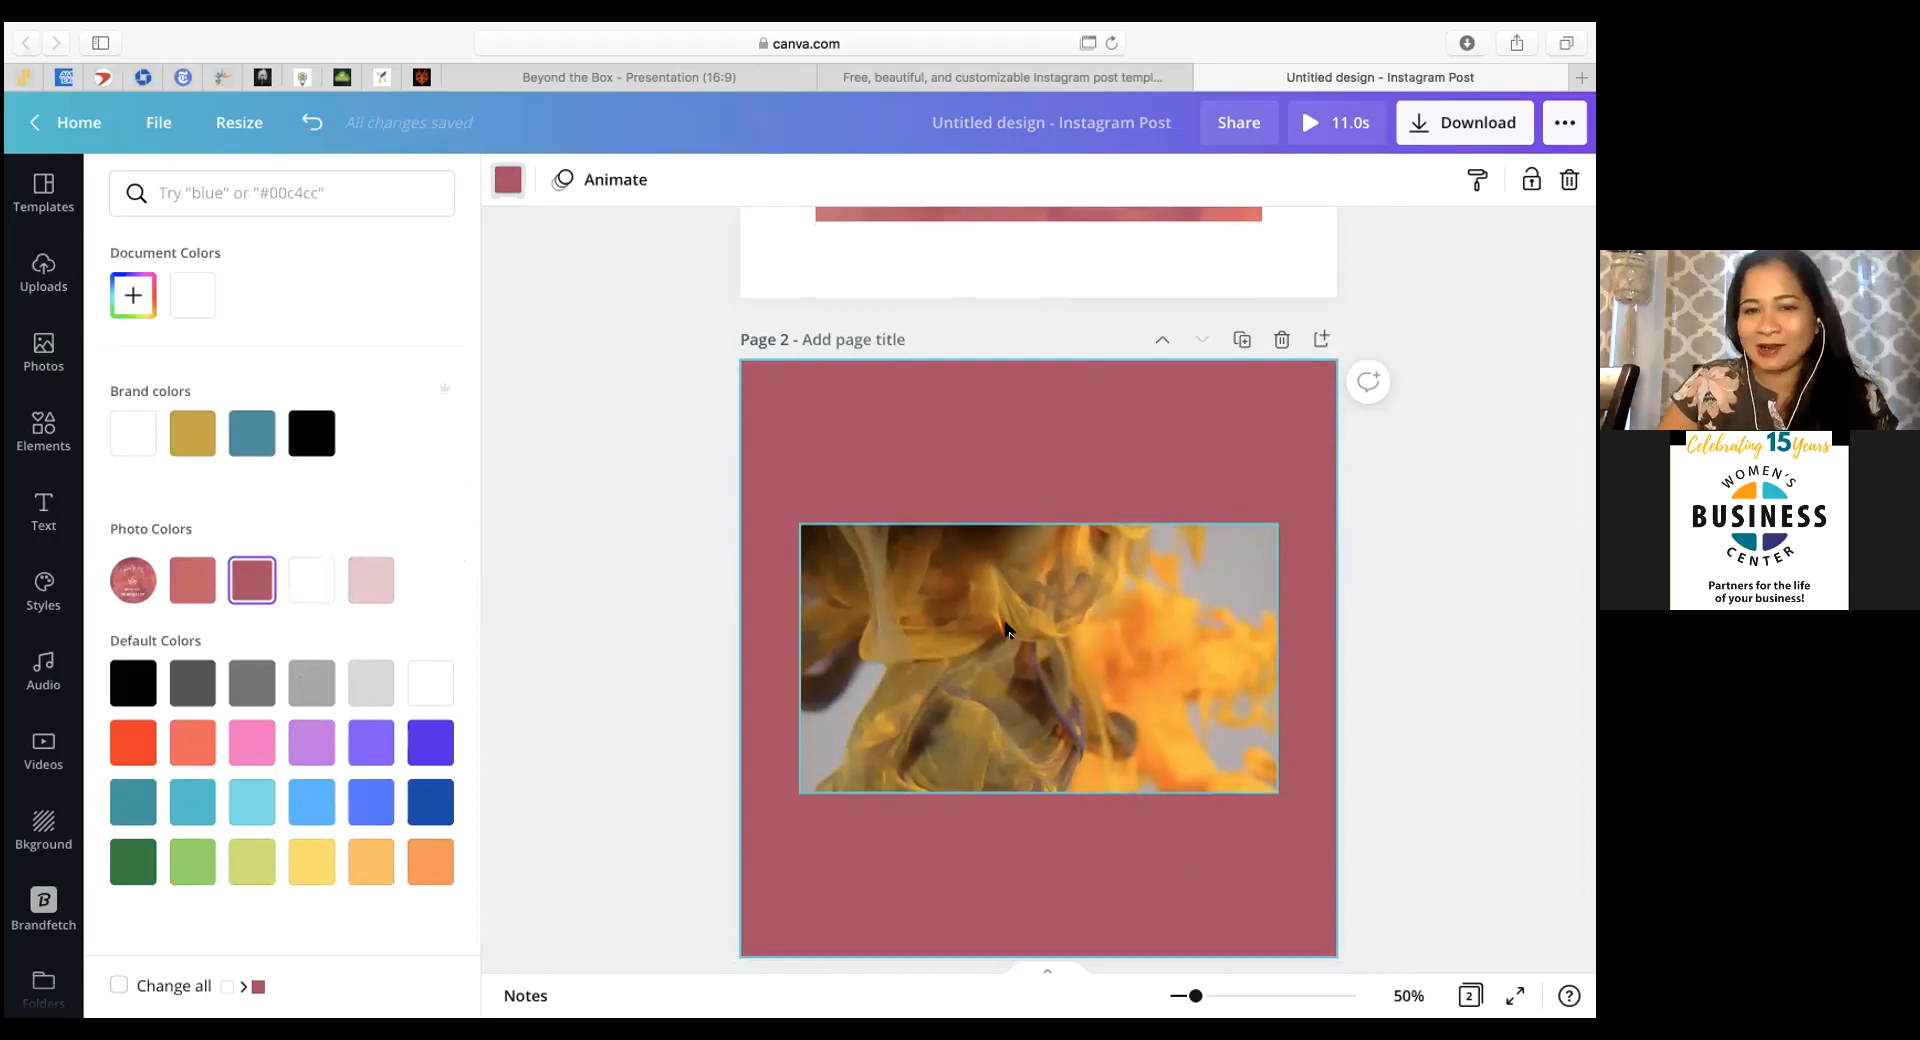 canva.com
Beyond the Box - Presentation (16:9)
Free, beautiful, and customizable Instagram post templ...
Untitled design - Instagram Post
Home
File
Resize
All changes saved
Untitled design - Instagram Post
Share
11.0s
Download
Templates
Uploads
Photos
Elements
Text
Styles
Audio
Videos
Bkground
Brandfetch
Folders
Try "blue" or "#00c4cc"
Document Colors
Brand colors
Photo Colors
Default Colors
Change all
Animate
Page 2 - Add page title
Notes
50%
2
Celebrating 15 Years
WOMEN'S
BUSINESS
CENTER
Partners for the life
of your business!